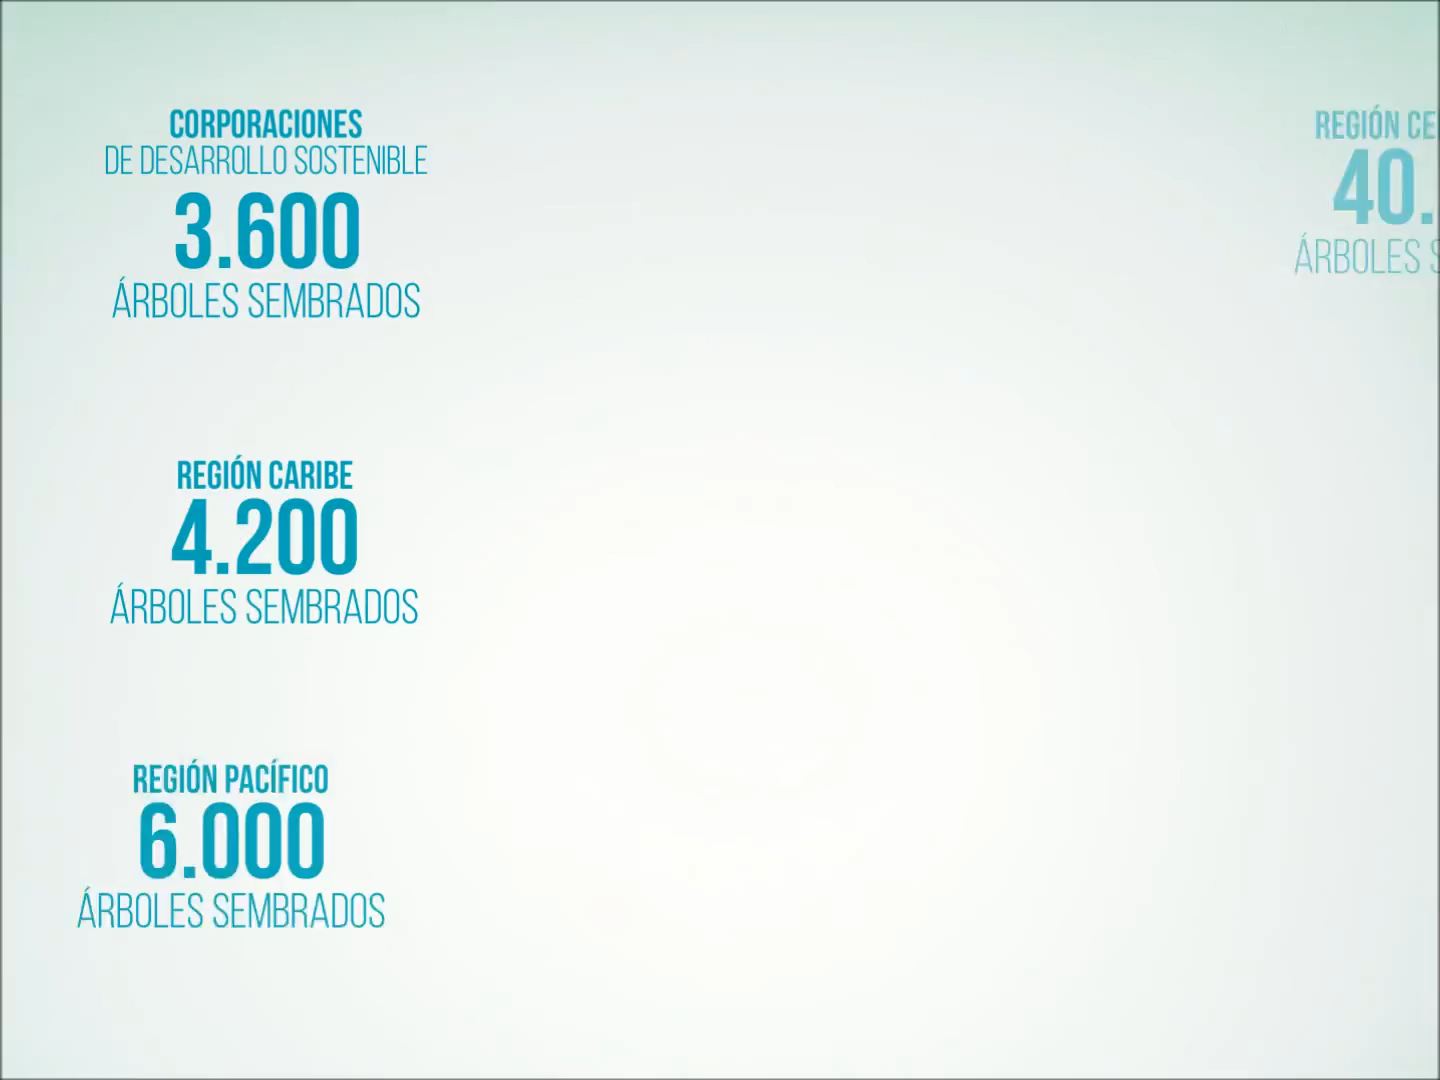 CORPORACIONES
DE DESARROLLO SOSTENIBLE
3.600
ÁRBOLES SEMBRADOS
REGIÓN CARIBE
4.200
ÁRBOLES SEMBRADOS
REGIÓN PACÍFICO
6.000
ÁRBOLES SEMBRADOS
REGIÓN
40.
ÁRBOLES